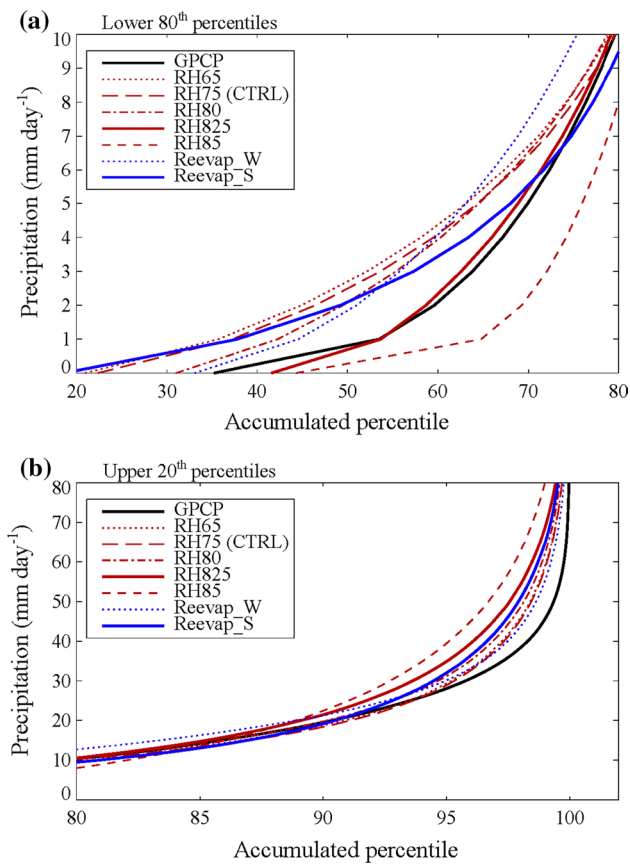 (a) Lower 80th percentiles
10
9
8
7
6
5
4
3
2
1
0
Precipitation (mm day-1)
GPCP
RH65
RH75 (CTRL)
RH80
RH825
RH85
Reevap_W
Reevap_S
20 30 40 50 60 70 80
Accumulated percentile
(b) Upper 20th percentiles
80
70
60
50
40
30
20
10
0
Precipitation (mm day-1)
GPCP
RH65
RH75 (CTRL)
RH80
RH825
RH85
Reevap_W
Reevap_S
80 85 90 95 100
Accumulated percentile